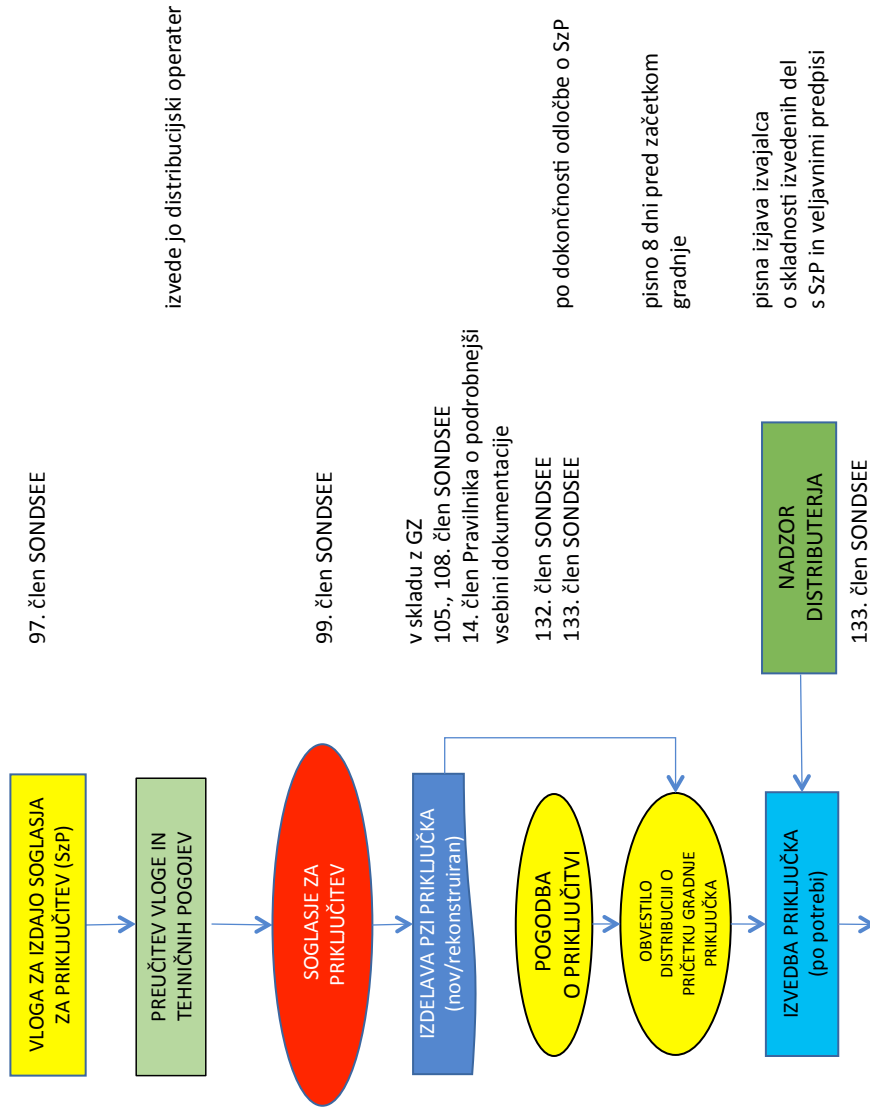 VLOGA ZA IZDAJO SOGLASJA
ZA PRIKLJUČITEV (SzP)
97. člen SONDSEE
PREUČITEV VLOGE IN
TEHNIČNIH POGOJEV
izvede jo distribucijski operater
SOGLASJE ZA
PRIKLJUČITEV
99. člen SONDSEE
IZDELAVA PZI PRIKLJUČKA
(nov/rekonstruiran)
v skladu z GZ
105., 108. člen SONDSEE
14. člen Pravilnika o podrobnejši
vsebini dokumentacije
POGODBA
O PRIKLJUČITVI
132. člen SONDSEE
133. člen SONDSEE
po dokončnosti odločbe o SzP
OBVESTILO
DISTRIBUCIJI O
PRIČETKU GRADNJE
PRIKLJUČKA
pisno 8 dni pred začetkom
gradnje
IZVEDBA PRIKLJUČKA
(po potrebi)
NADZOR
DISTRIBUTERJA
133. člen SONDSEE
pisna izjava izvajalca
o skladnosti izvedenih del
s SzP in veljavnimi predpisi